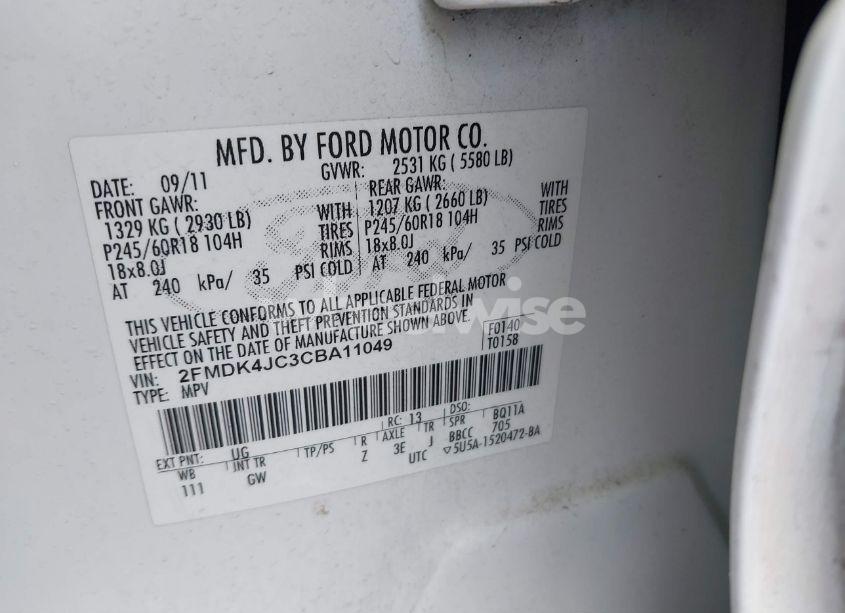 MFD. BY FORD MOTOR CO.
DATE: 09/11 GVWR: 2531 KG ( 5580 LB)
FRONT GAWR: REAR GAWR:
1329 KG ( 2930 LB) WITH 1207 KG ( 2660 LB) WITH
P245/60R18 104H TIRES P245/60R18 104H TIRES
18x8.0J RIMS 18x8.0J RIMS
AT 240 kPa/ 35 PSI COLD AT 240 kPa/ 35 PSI COLD
THIS VEHICLE CONFORMS TO ALL APPLICABLE FEDERAL MOTOR
VEHICLE SAFETY AND THEFT PREVENTION STANDARDS IN
EFFECT ON THE DATE OF MANUFACTURE SHOWN ABOVE.
VIN: 2FMDK4JC3CBA11049 F0140
TYPE: MPV T0158
EXT PNT: UG RC: 13 DSO:
WB INT TR TP/PS R AXLE TR SPR BQ11A
111 GW Z 3E J BBCC 705
UTC ▽5U5A-1520472-BA